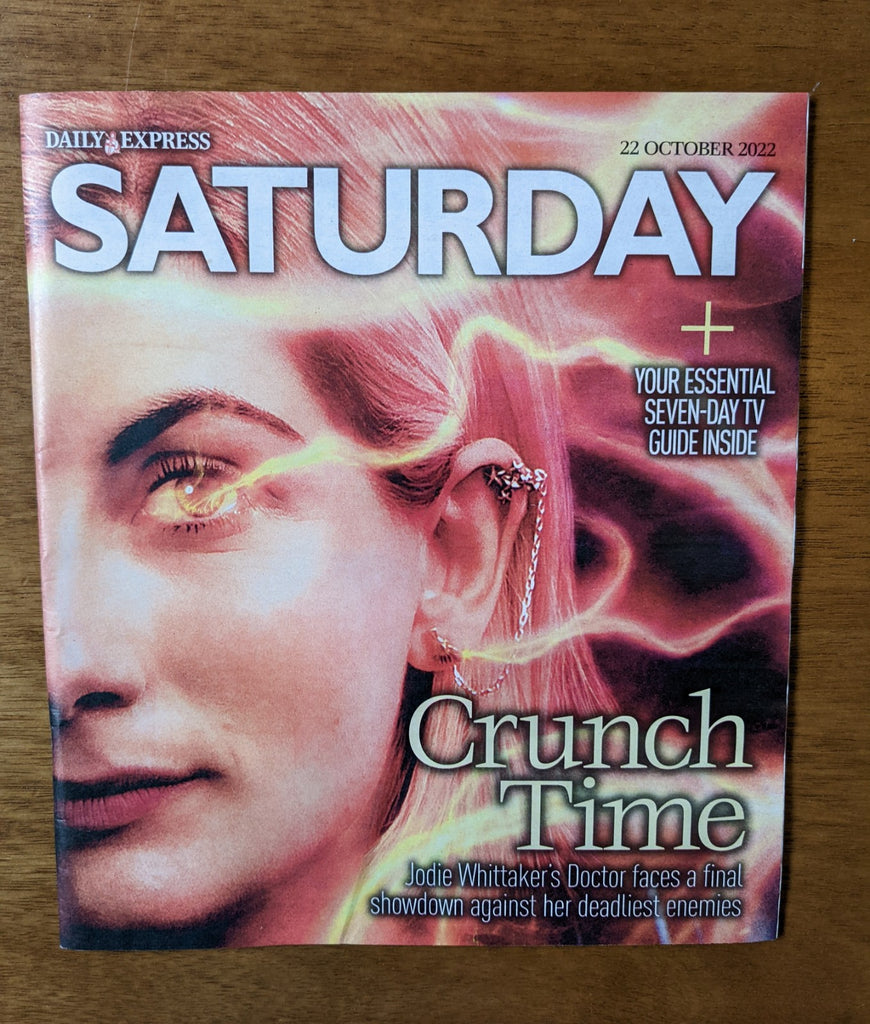 DAILY EXPRESS
22 OCTOBER 2022
SATURDAY
+
YOUR ESSENTIAL
SEVEN-DAY TV
GUIDE INSIDE
Crunch
Time
Jodie Whittaker's Doctor faces a final
showdown against her deadliest enemies